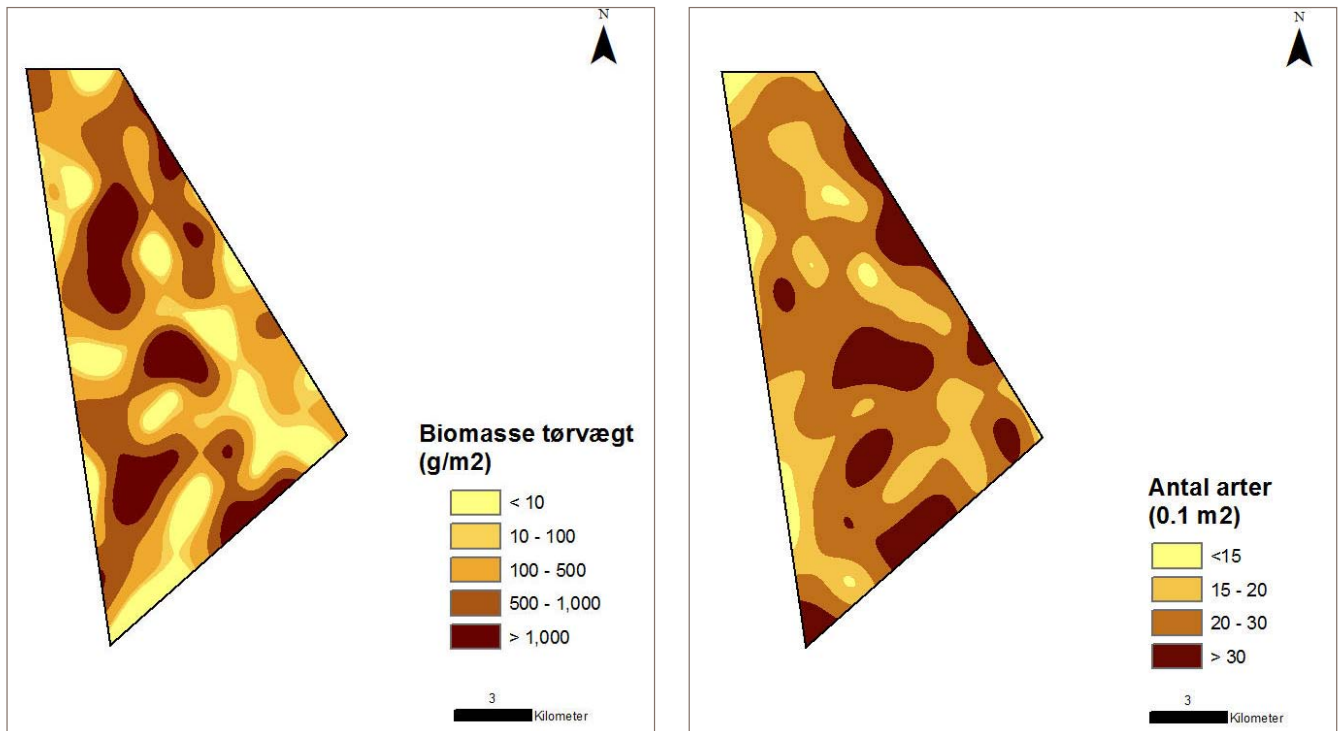 N
Biomasse tørvægt
(g/m2)
< 10
10 - 100
100 - 500
500 - 1,000
> 1,000
3
Kilometer
N
Antal arter
(0.1 m2)
<15
15 - 20
20 - 30
> 30
3
Kilometer